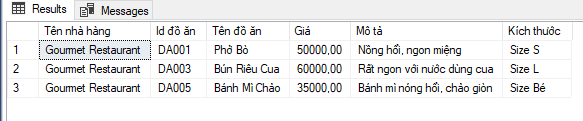 Results Messages
Tên nhà hàng Id đồ ăn Tên đồ ăn Giá Mô tả Kích thước
1 Gourmet Restaurant DA001 Phở Bò 50000,00 Nồng hổi, ngon miệng Size S
2 Gourmet Restaurant DA003 Bún Riêu Cua 60000,00 Rất ngon với nước dùng cua Size L
3 Gourmet Restaurant DA005 Bánh Mì Chảo 35000,00 Bánh mì nóng hổi, chảo giòn Size Bé